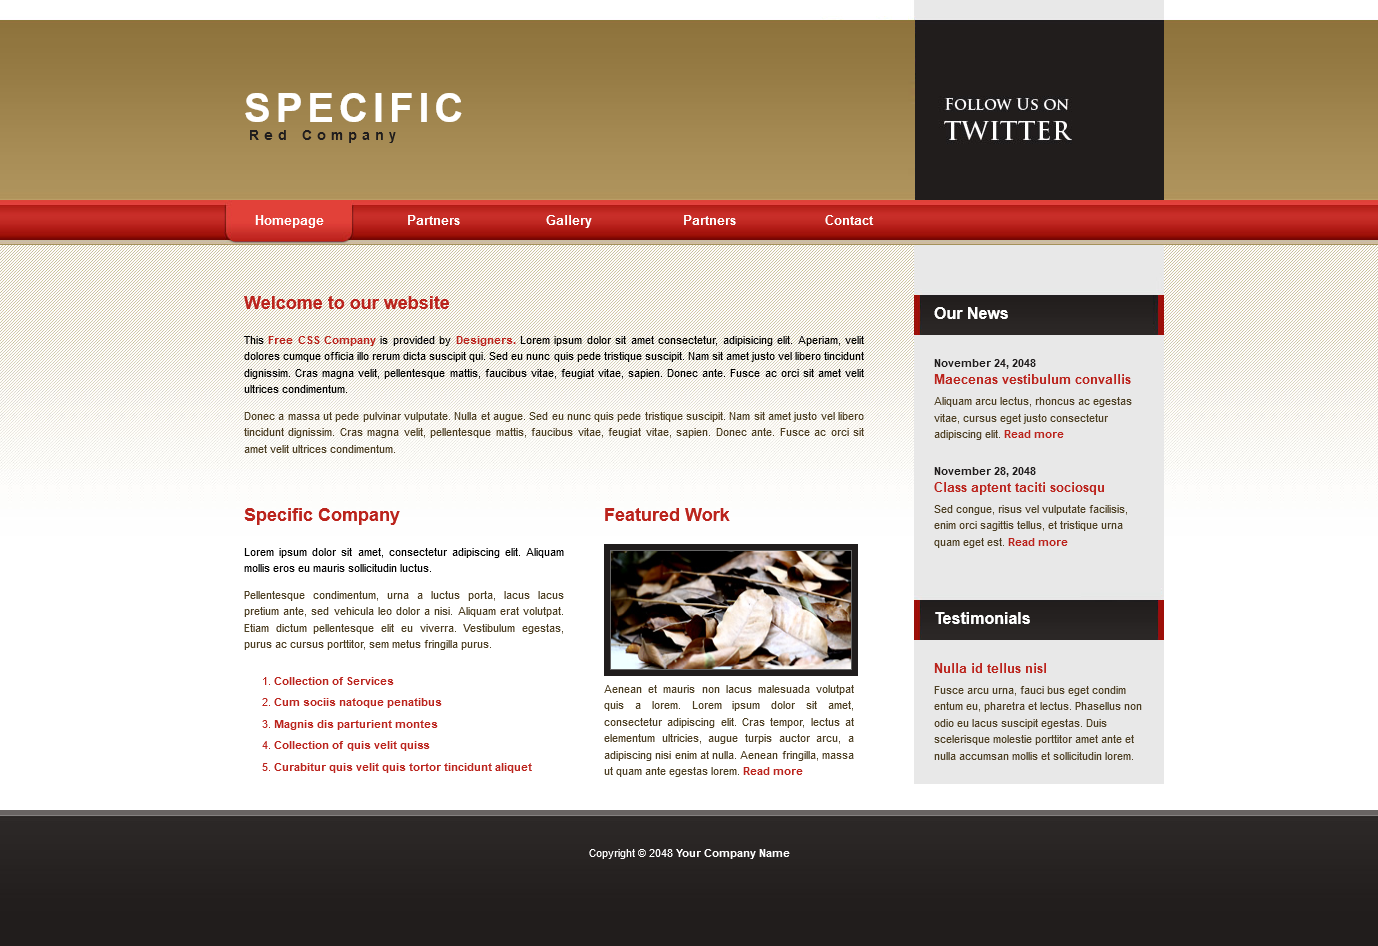 SPECIFIC
Red Company
FOLLOW US ON
TWITTER
Homepage
Partners
Gallery
Partners
Contact
Welcome to our website
This Free CSS Company is provided by Designers. Lorem ipsum dolor sit amet consectetur, adipisicing elit. Aperiam, velit
dolores cumque officia illo rerum dicta suscipit qui. Sed eu nunc quis pede tristique suscipit. Nam sit amet justo vel libero tincidunt
dignissim. Cras magna velit, pellentesque mattis, faucibus vitae, feugiat vitae, sapien. Donec ante. Fusce ac orci sit amet velit
ultrices condimentum.
Donec a massa ut pede pulvinar vulputate. Nulla et augue. Sed eu nunc quis pede tristique suscipit. Nam sit amet justo vel libero
tincidunt dignissim. Cras magna velit, pellentesque mattis, faucibus vitae, feugiat vitae, sapien. Donec ante. Fusce ac orci sit
amet velit ultrices condimentum.
Specific Company
Lorem ipsum dolor sit amet, consectetur adipiscing elit. Aliquam
mollis eros eu mauris sollicitudin luctus.
Pellentesque condimentum, urna a luctus porta, lacus lacus
pretium ante, sed vehicula leo dolor a nisi. Aliquam erat volutpat.
Etiam dictum pellentesque elit eu viverra. Vestibulum egestas,
purus ac cursus porttitor, sem metus fringilla purus.
1. Collection of Services
2. Cum sociis natoque penatibus
3. Magnis dis parturient montes
4. Collection of quis velit quiss
5. Curabitur quis velit quis tortor tincidunt aliquet
Featured Work
Aenean et mauris non lacus malesuada volutpat
quis a lorem. Lorem ipsum dolor sit amet,
consectetur adipiscing elit. Cras tempor, lectus at
elementum ultricies, augue turpis auctor arcu, a
adipiscing nisi enim at nulla. Aenean fringilla, massa
ut quam ante egestas lorem. Read more
Our News
November 24, 2048
Maecenas vestibulum convallis
Aliquam arcu lectus, rhoncus ac egestas
vitae, cursus eget justo consectetur
adipiscing elit. Read more
November 28, 2048
Class aptent taciti sociosqu
Sed congue, risus vel vulputate facilisis,
enim orci sagittis tellus, et tristique urna
quam eget est. Read more
Testimonials
Nulla id tellus nisl
Fusce arcu urna, fauci bus eget condim
entum eu, pharetra et lectus. Phasellus non
odio eu lacus suscipit egestas. Duis
scelerisque molestie porttitor amet ante et
nulla accumsan mollis et sollicitudin lorem.
Copyright © 2048 Your Company Name